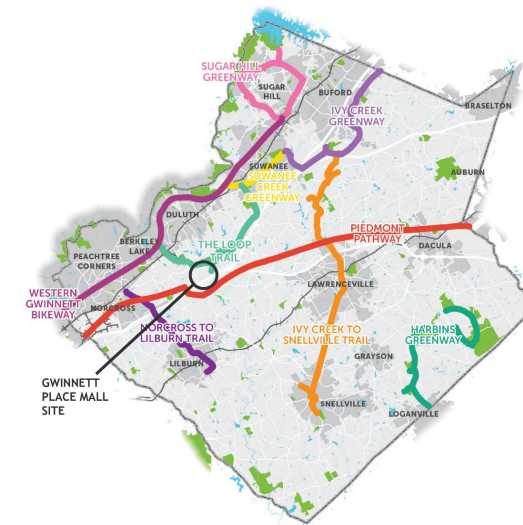 SUGAR HILL
GREENWAY
SUGAR
HILL
BUFORD
IVY CREEK
GREENWAY
BRASELTON
SUWANEE
SUWANEE
CREEK
GREENWAY
AUBURN
DULUTH
BERKELEY
LAKE
THE LOOP
TRAIL
PIEDMONT
PATHWAY
DACULA
PEACHTREE
CORNERS
WESTERN
GWINNETT
BIKEWAY
LAWRENCEVILLE
NORCROSS
NORCROSS TO
LILBURN TRAIL
IVY CREEK TO
SNELLVILLE TRAIL
HARBINS
GREENWAY
GRAYSON
LILBURN
GWINNETT
PLACE MALL
SITE
SNELLVILLE
LOGANVILLE